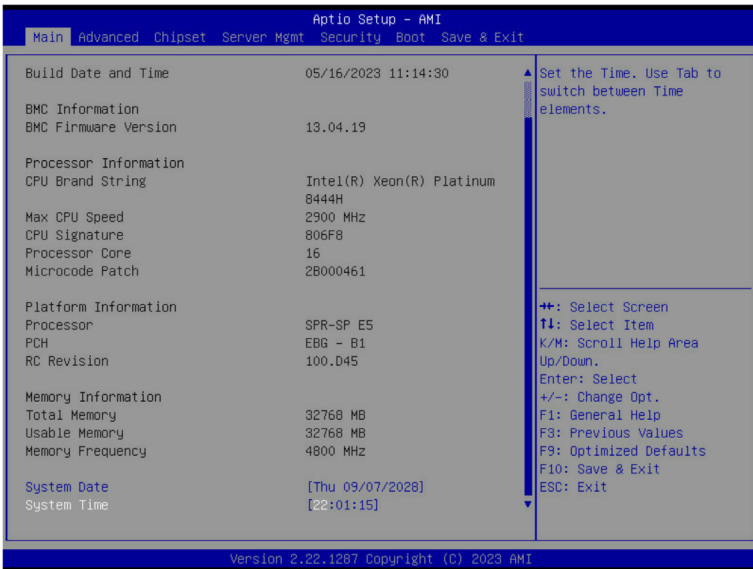 Aptio Setup – AMI
Main Advanced Chipset Server Mgmt Security Boot Save & Exit
Build Date and Time 05/16/2023 11:14:30
BMC Information
BMC Firmware Version 13.04.19
Processor Information
CPU Brand String Intel(R) Xeon(R) Platinum
8444H
Max CPU Speed 2900 MHz
CPU Signature 806F8
Processor Core 16
Microcode Patch 2B000461
Platform Information
Processor SPR-SP E5
PCH EBG – B1
RC Revision 100.D45
Memory Information
Total Memory 32768 MB
Usable Memory 32768 MB
Memory Frequency 4800 MHz
System Date [Thu 09/07/2028]
System Time [22:01:15]
Set the Time. Use Tab to
switch between Time
elements.
→←: Select Screen
↑↓: Select Item
K/M: Scroll Help Area
Up/Down.
Enter: Select
+/-: Change Opt.
F1: General Help
F3: Previous Values
F9: Optimized Defaults
F10: Save & Exit
ESC: Exit
Version 2.22.1287 Copyright (C) 2023 AMI